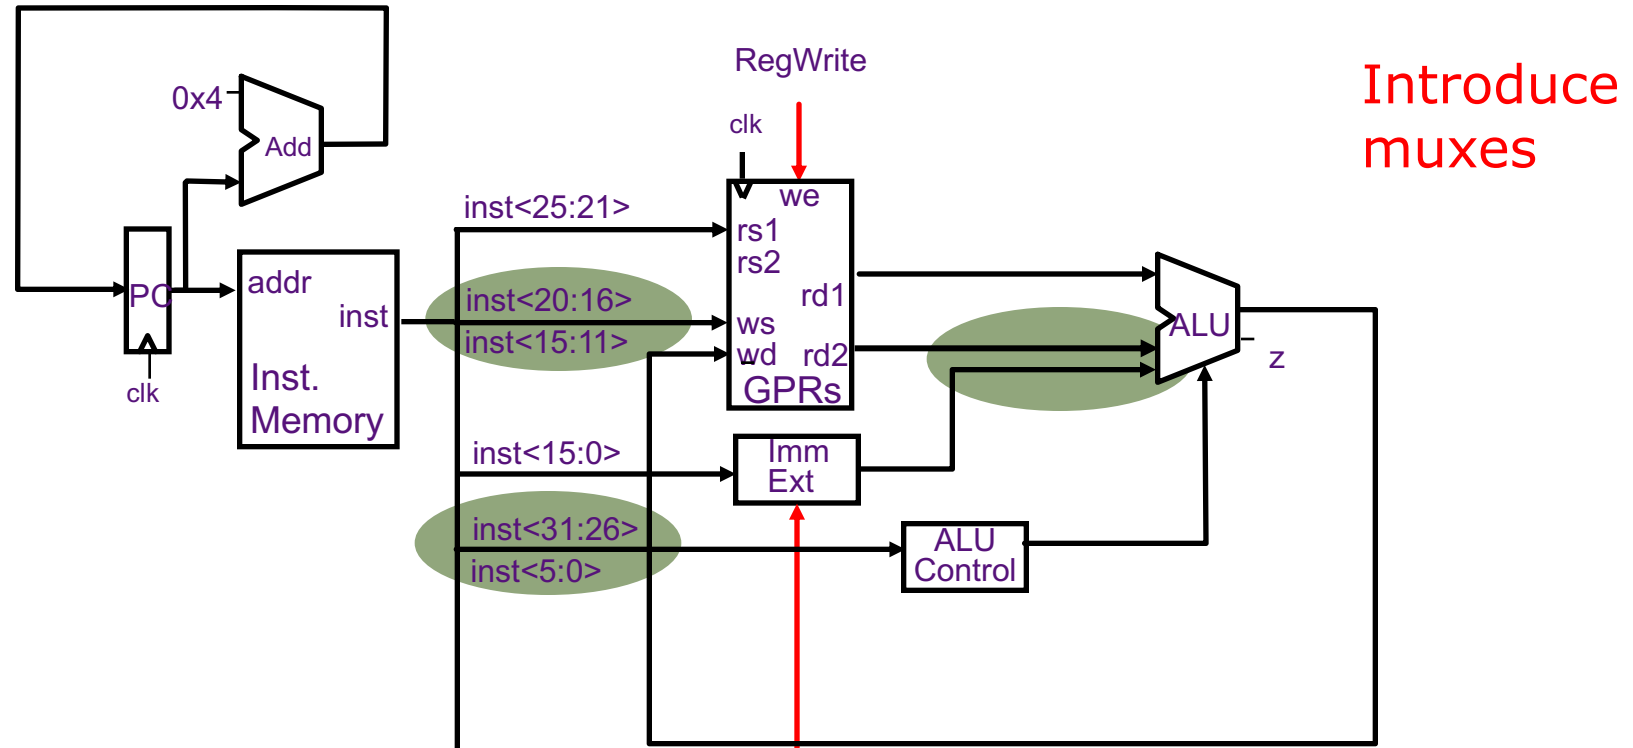 RegWrite
Introduce
muxes
0x4
Add
clk
we
inst<25:21>
rs1
rs2
PC
addr
inst
inst<20:16>
inst<15:11>
ws
wd
rd1
rd2
GPRs
ALU
z
clk
Inst.
Memory
inst<15:0>
Imm
Ext
inst<31:26>
inst<5:0>
ALU
Control